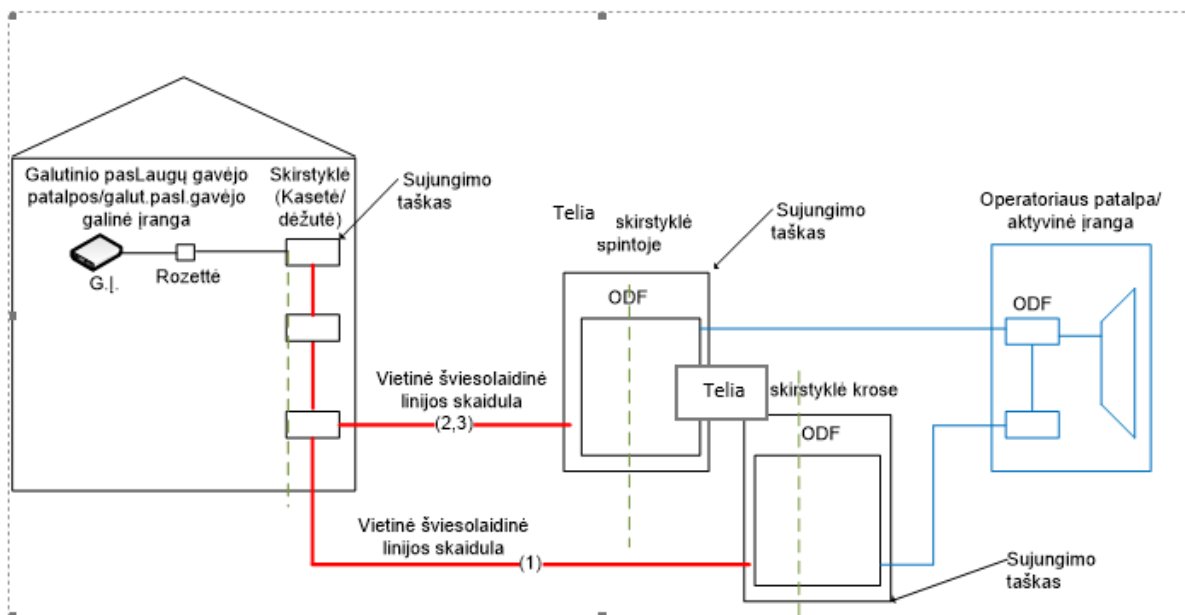 Galutinio pasLaugų gavėjo
patalpos/galut.pasl.gavėjo
galinė įranga
G.Į.
Rozettė
Skirstyklė
(Kasetė/
dėžutė)
Sujungimo
taškas
Telia
skirstyklė
spintoje
ODF
Sujungimo
taškas
Operatoriaus patalpa/
aktyvinė įranga
ODF
Vietinė šviesolaidinė
linijos skaidula
(2,3)
Telia
skirstyklė krose
ODF
Vietinė šviesolaidinė
linijos skaidula
(1)
Sujungimo
taškas